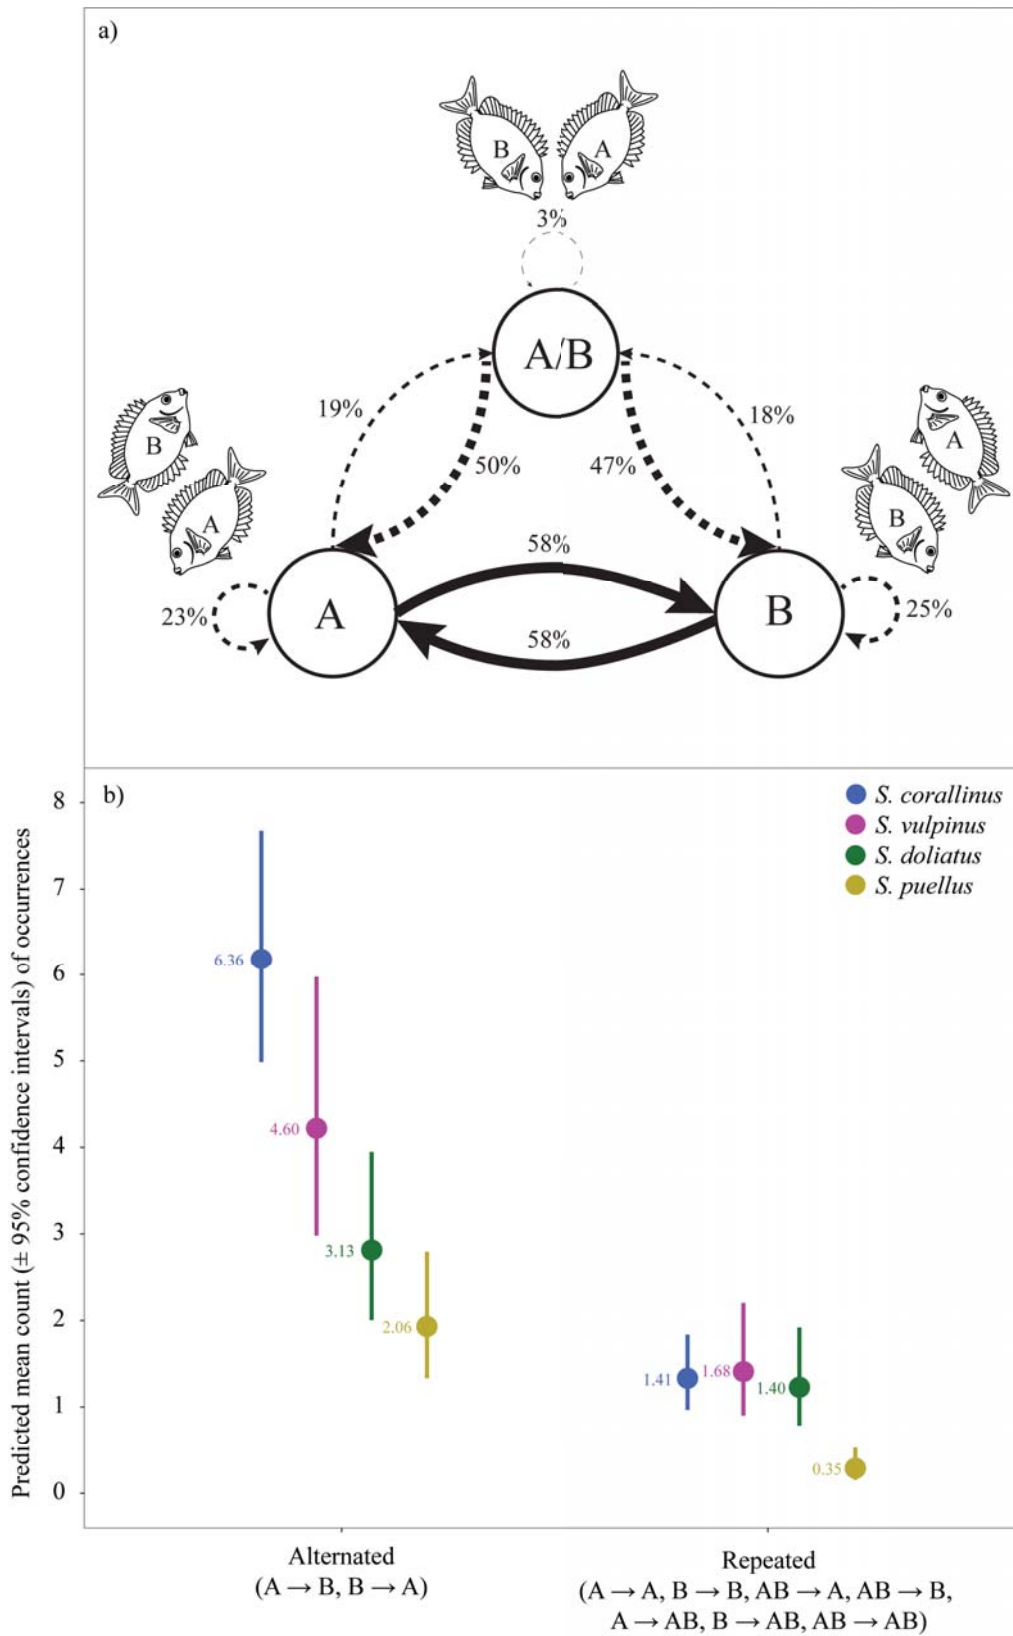 a)
B
A
3%
A/B
19%
18%
50%
47%
B
A
A
B
58%
23%
A
B
25%
58%
b)
S. corallinus
S. vulpinus
S. doliatus
S. puellus
Predicted mean count (± 95% confidence intervals) of occurrences
8
7
6
5
4
3
2
1
0
6.36
4.60
3.13
2.06
1.41
1.68
1.40
0.35
Alternated
(A → B, B → A)
Repeated
(A → A, B → B, AB → A, AB → B,
A → AB, B → AB, AB → AB)